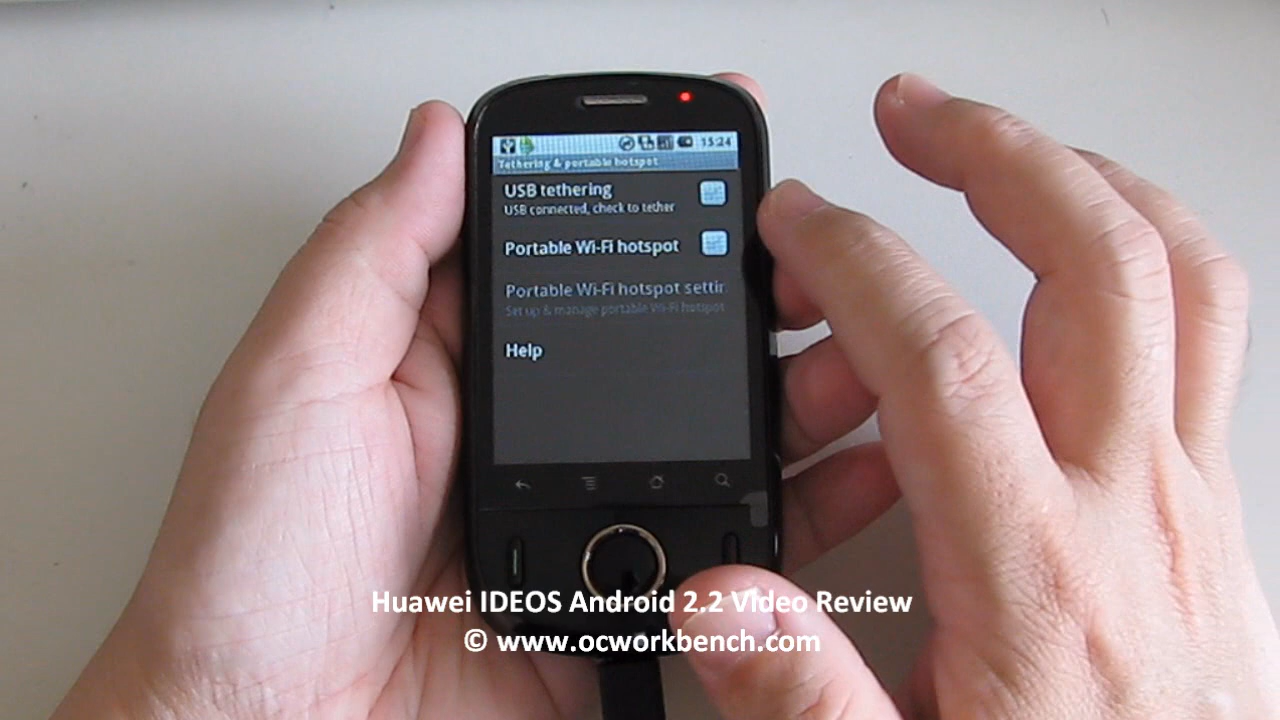 15:24
Tethering & portable hotspot
USB tethering
USB connected, check to tether
Portable Wi-Fi hotspot
Portable Wi-Fi hotspot settin
Set up & manage portable Wi-Fi hotspot
Help
Huawei IDEOS Android 2.2 Video Review
© www.ocworkbench.com